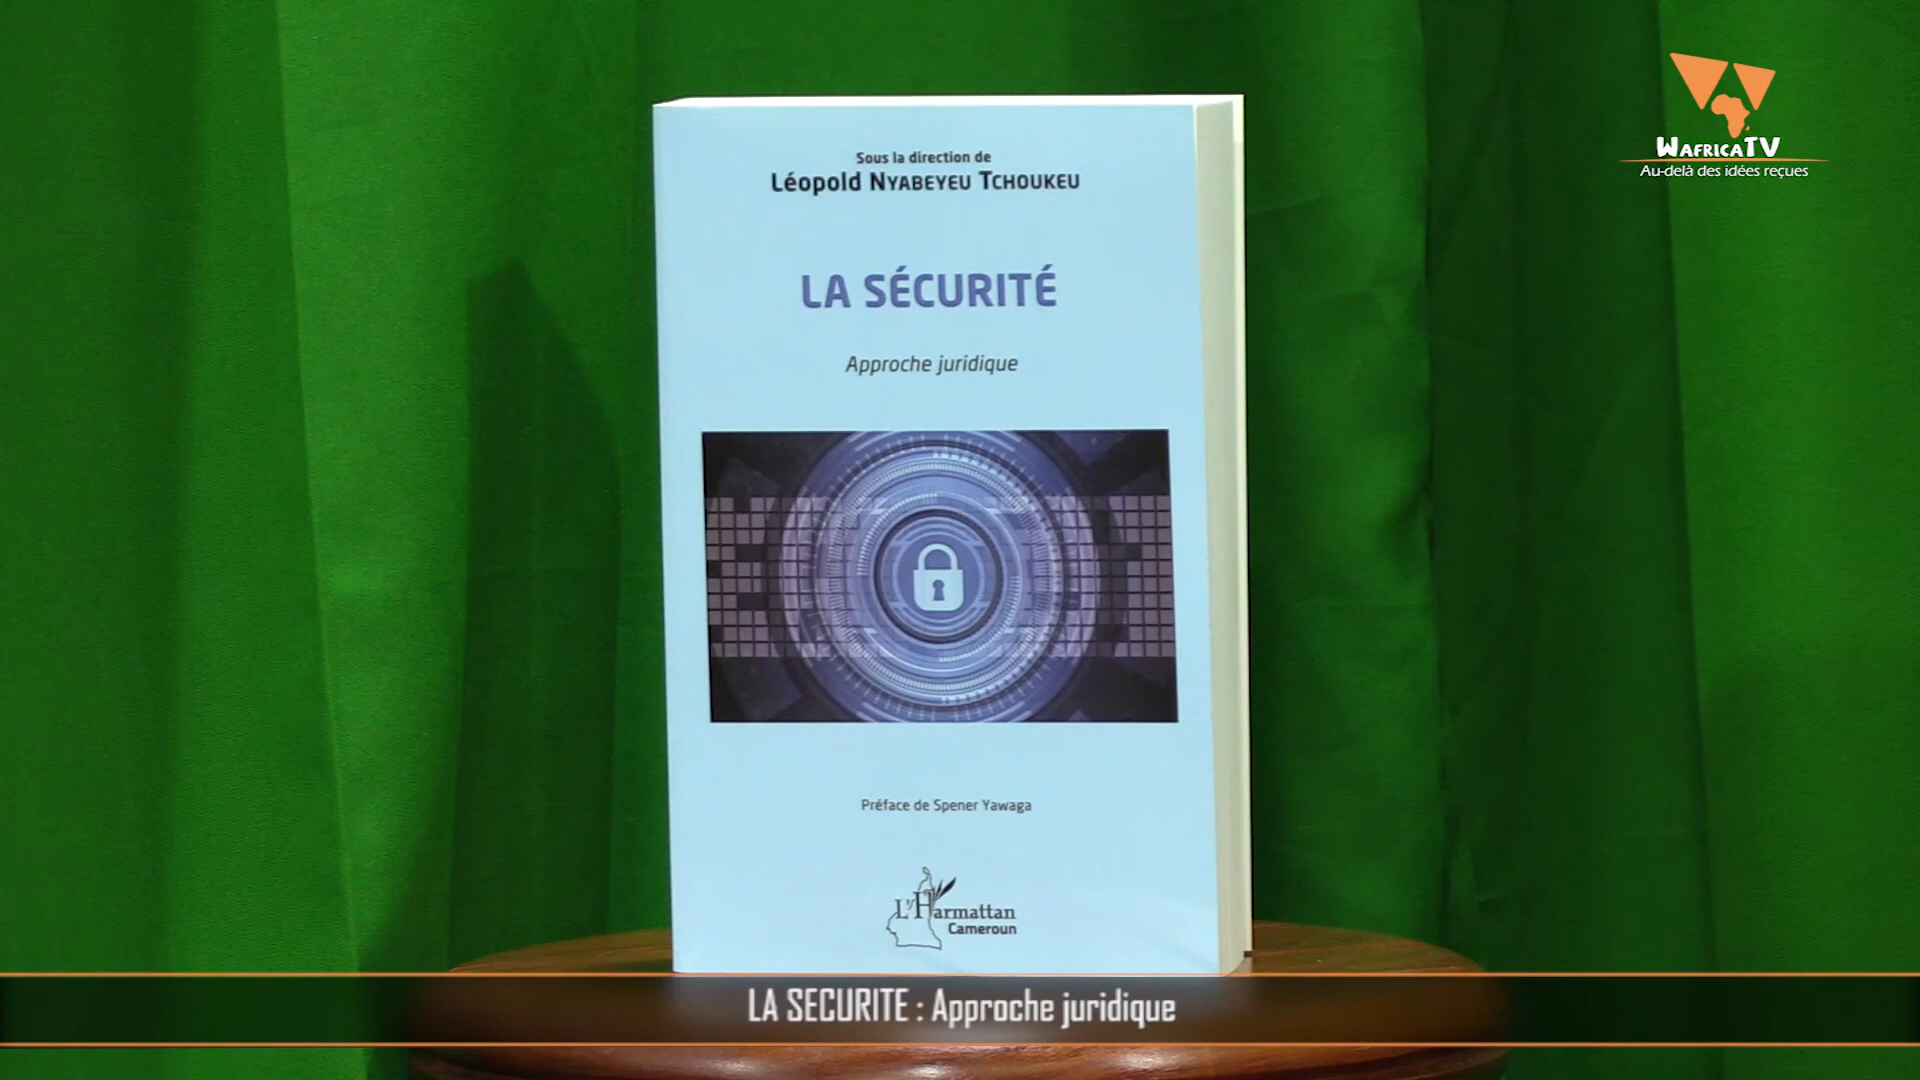 Sous la direction de
Léopold NYABEYEU TCHOUKEU
LA SÉCURITÉ
Approche juridique
Préface de Spener Yawaga
L'Harmattan
Cameroun
WAFRICATV
Au-delà des idées reçues
LA SECURITE : Approche juridique